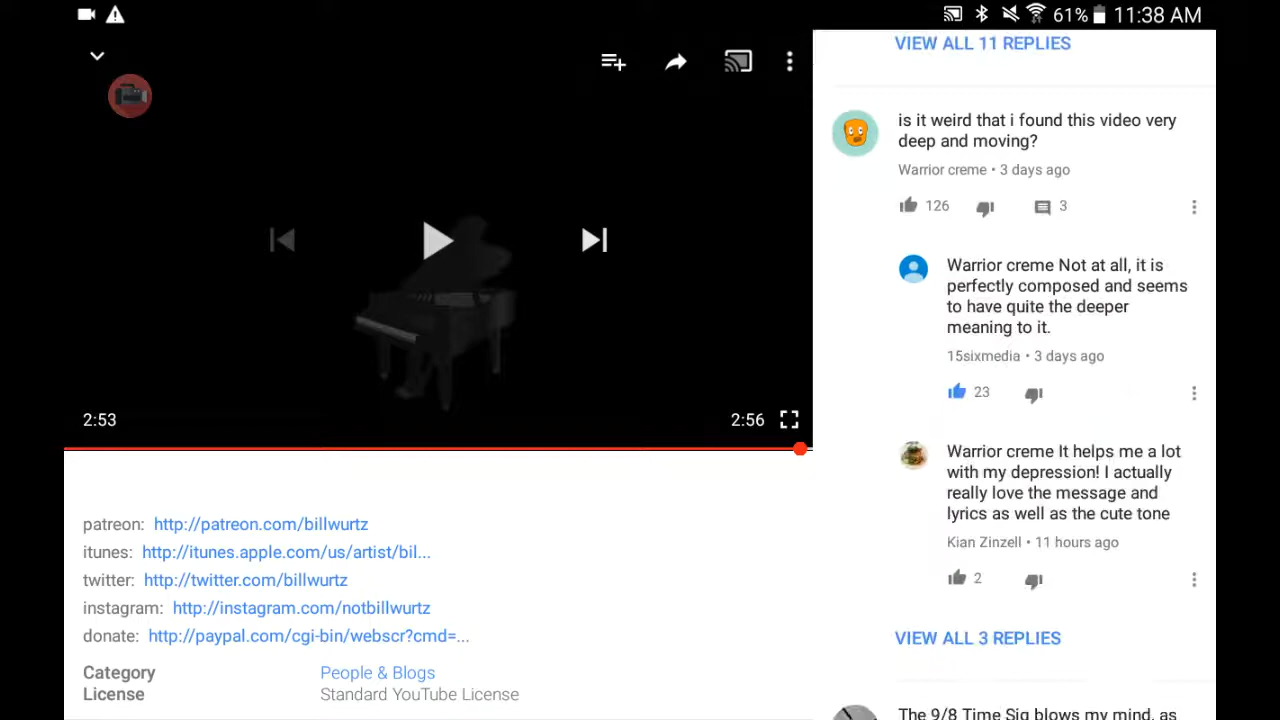 61% 11:38 AM
2:53
2:56
patreon: http://patreon.com/billwurtz
itunes: http://itunes.apple.com/us/artist/bil...
twitter: http://twitter.com/billwurtz
instagram: http://instagram.com/notbillwurtz
donate: http://paypal.com/cgi-bin/webscr?cmd=...
Category People & Blogs
License Standard YouTube License
VIEW ALL 11 REPLIES
is it weird that i found this video very
deep and moving?
Warrior creme • 3 days ago
126 3
Warrior creme Not at all, it is
perfectly composed and seems
to have quite the deeper
meaning to it.
15sixmedia • 3 days ago
23
Warrior creme It helps me a lot
with my depression! I actually
really love the message and
lyrics as well as the cute tone
Kian Zinzell • 11 hours ago
2
VIEW ALL 3 REPLIES
The 9/8 Time Sig blows my mind, as